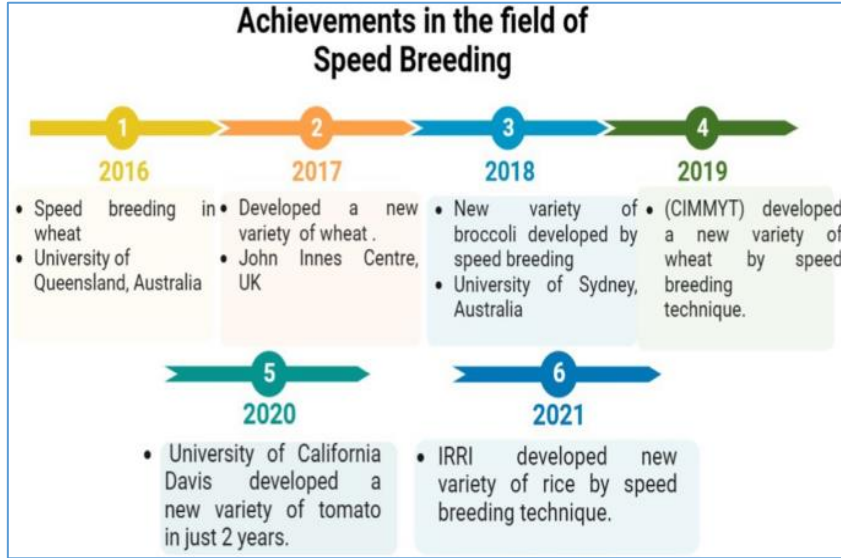 Achievements in the field of
Speed Breeding
1
2
3
4
2016
2017
2018
2019
• Speed breeding in
wheat
• University of
Queensland, Australia
• Developed a new
variety of wheat .
• John Innes Centre,
UK
• New variety of
broccoli developed by
speed breeding
• University of Sydney,
Australia
• (CIMMYT) developed
a new variety of
wheat by speed
breeding
technique.
5
6
2020
2021
• University of California
Davis developed a
new variety of tomato
in just 2 years.
• IRRI developed new
variety of rice by speed
breeding technique.